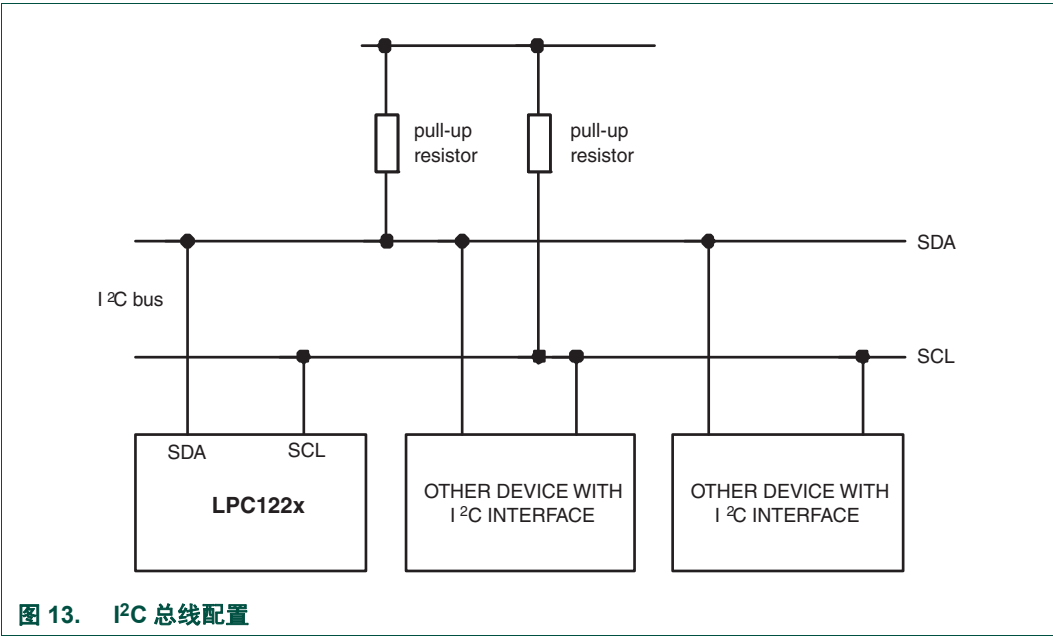 pull-up
resistor
pull-up
resistor
SDA
I 2C bus
SCL
SDA
SCL
LPC122x
OTHER DEVICE WITH
I 2C INTERFACE
OTHER DEVICE WITH
I 2C INTERFACE
图 13. I2C 总线配置